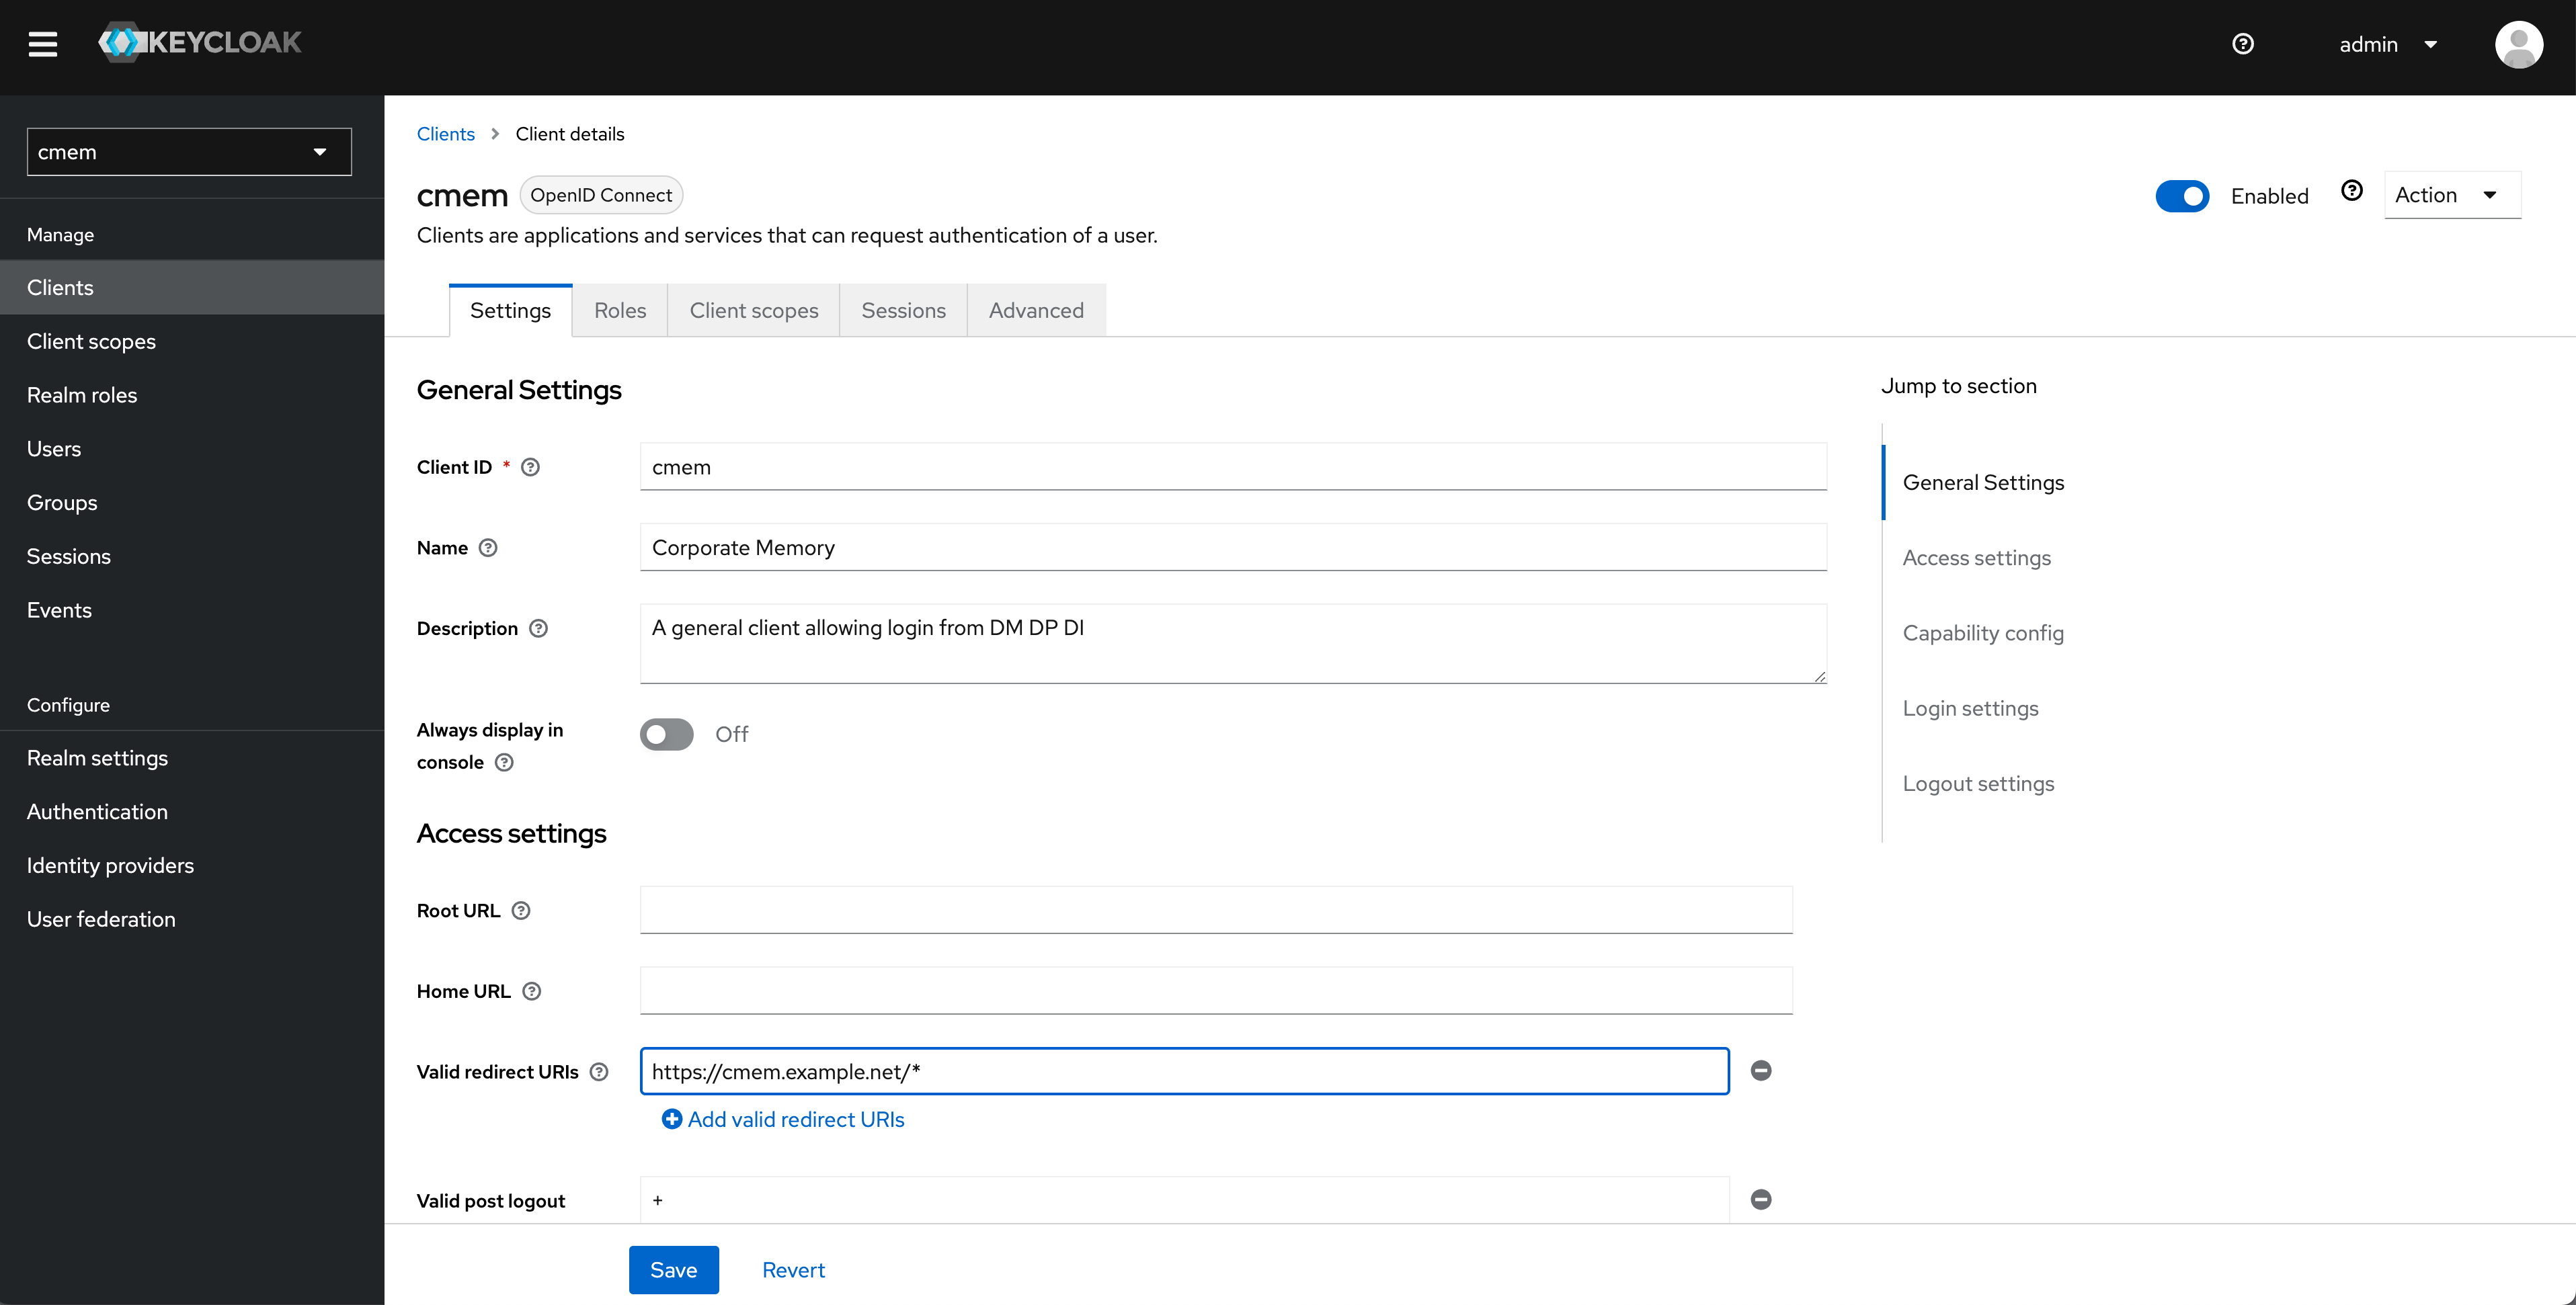 KEYCLOAK
admin
cmem
Manage
Clients
Client scopes
Realm roles
Users
Groups
Sessions
Events
Configure
Realm settings
Authentication
Identity providers
User federation
Clients > Client details
cmem OpenID Connect
Enabled
Action
Clients are applications and services that can request authentication of a user.
Settings Roles Client scopes Sessions Advanced
General Settings
Client ID * cmem
Name Corporate Memory
Description A general client allowing login from DM DP DI
Always display in
console
Off
Access settings
Root URL
Home URL
Valid redirect URIs https://cmem.example.net/*
Add valid redirect URIs
Valid post logout +
Save Revert
Jump to section
General Settings
Access settings
Capability config
Login settings
Logout settings